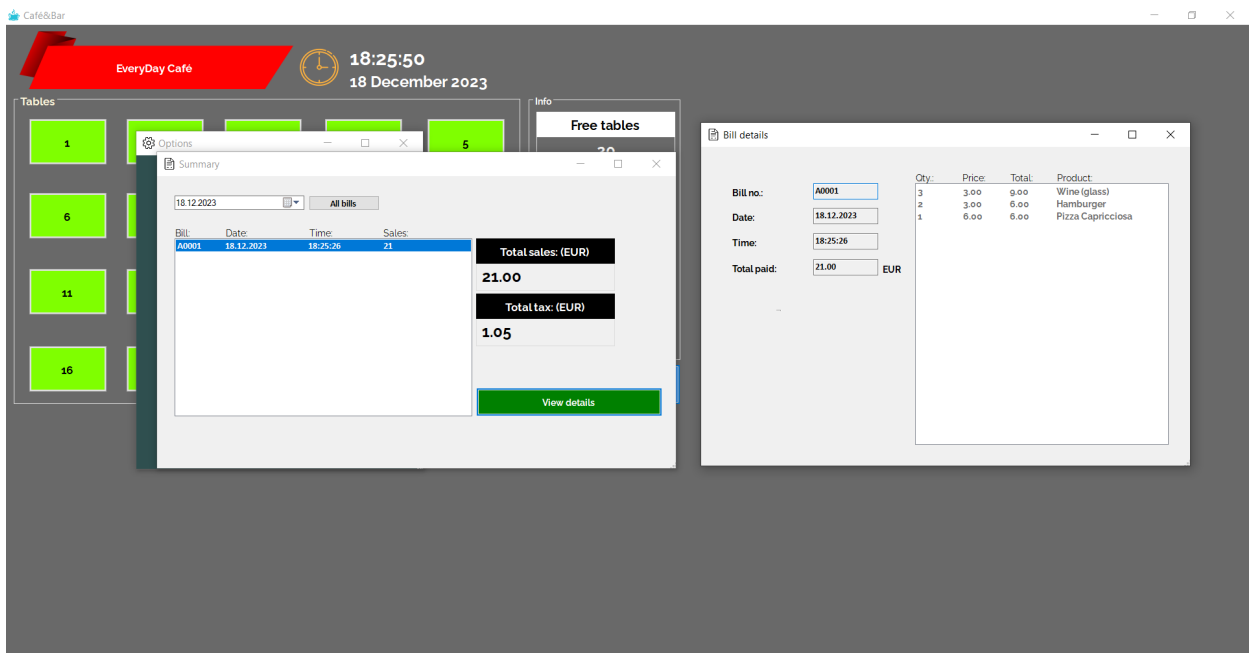 Café&Bar
EveryDay Café
18:25:50
18 December 2023
Tables
1
5
6
11
16
Info
Free tables
Options
Summary
18.12.2023
All bills
Bill: Date: Time: Sales:
A0001 18.12.2023 18:25:26 21
Total sales: (EUR)
21.00
Total tax: (EUR)
1.05
View details
Bill details
Bill no.: A0001
Date: 18.12.2023
Time: 18:25:26
Total paid: 21.00 EUR
Qty.: Price: Total: Product:
3 3.00 9.00 Wine (glass)
2 3.00 6.00 Hamburger
1 6.00 6.00 Pizza Capricciosa